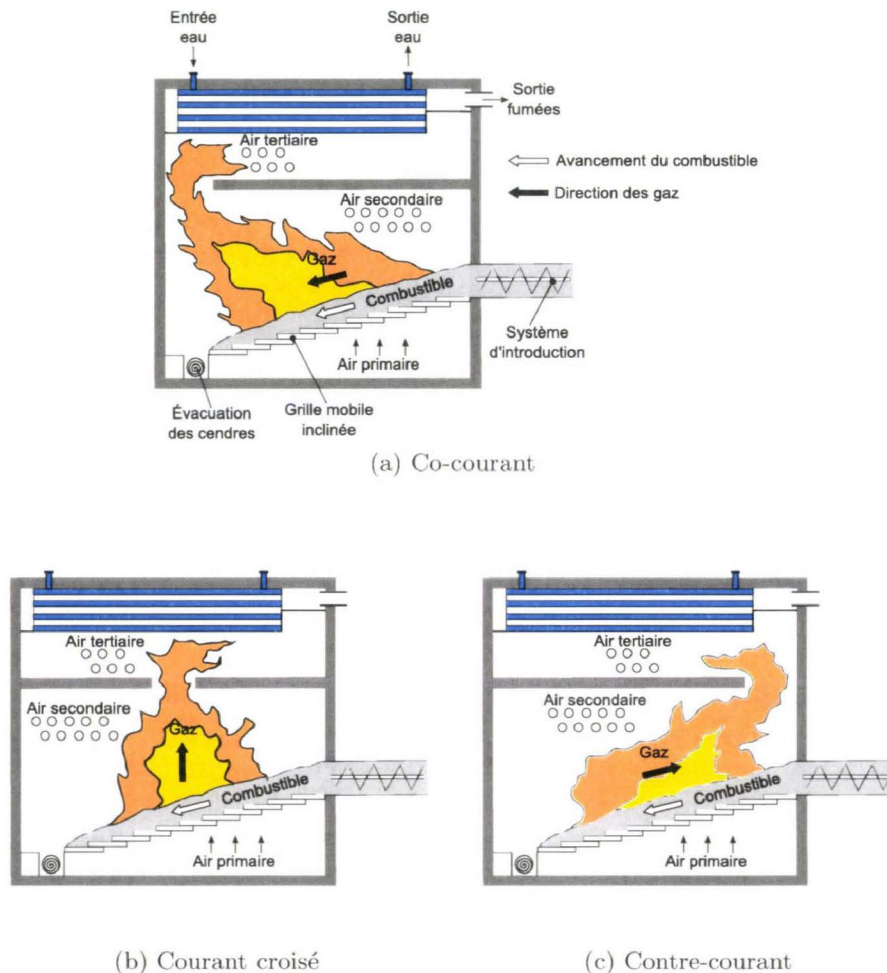 Entrée
eau
Sortie
eau
Sortie
fumées
Air tertiaire
Avancement du combustible
Air secondaire
Direction des gaz
Gaz
Combustible
Système
d'introduction
Air primaire
Évacuation
des cendres
Grille mobile
inclinée
(a) Co-courant
Air tertiaire
Air secondaire
Gaz
Combustible
Air primaire
(b) Courant croisé
Air tertiaire
Air secondaire
Gaz
Combustible
Air primaire
(c) Contre-courant